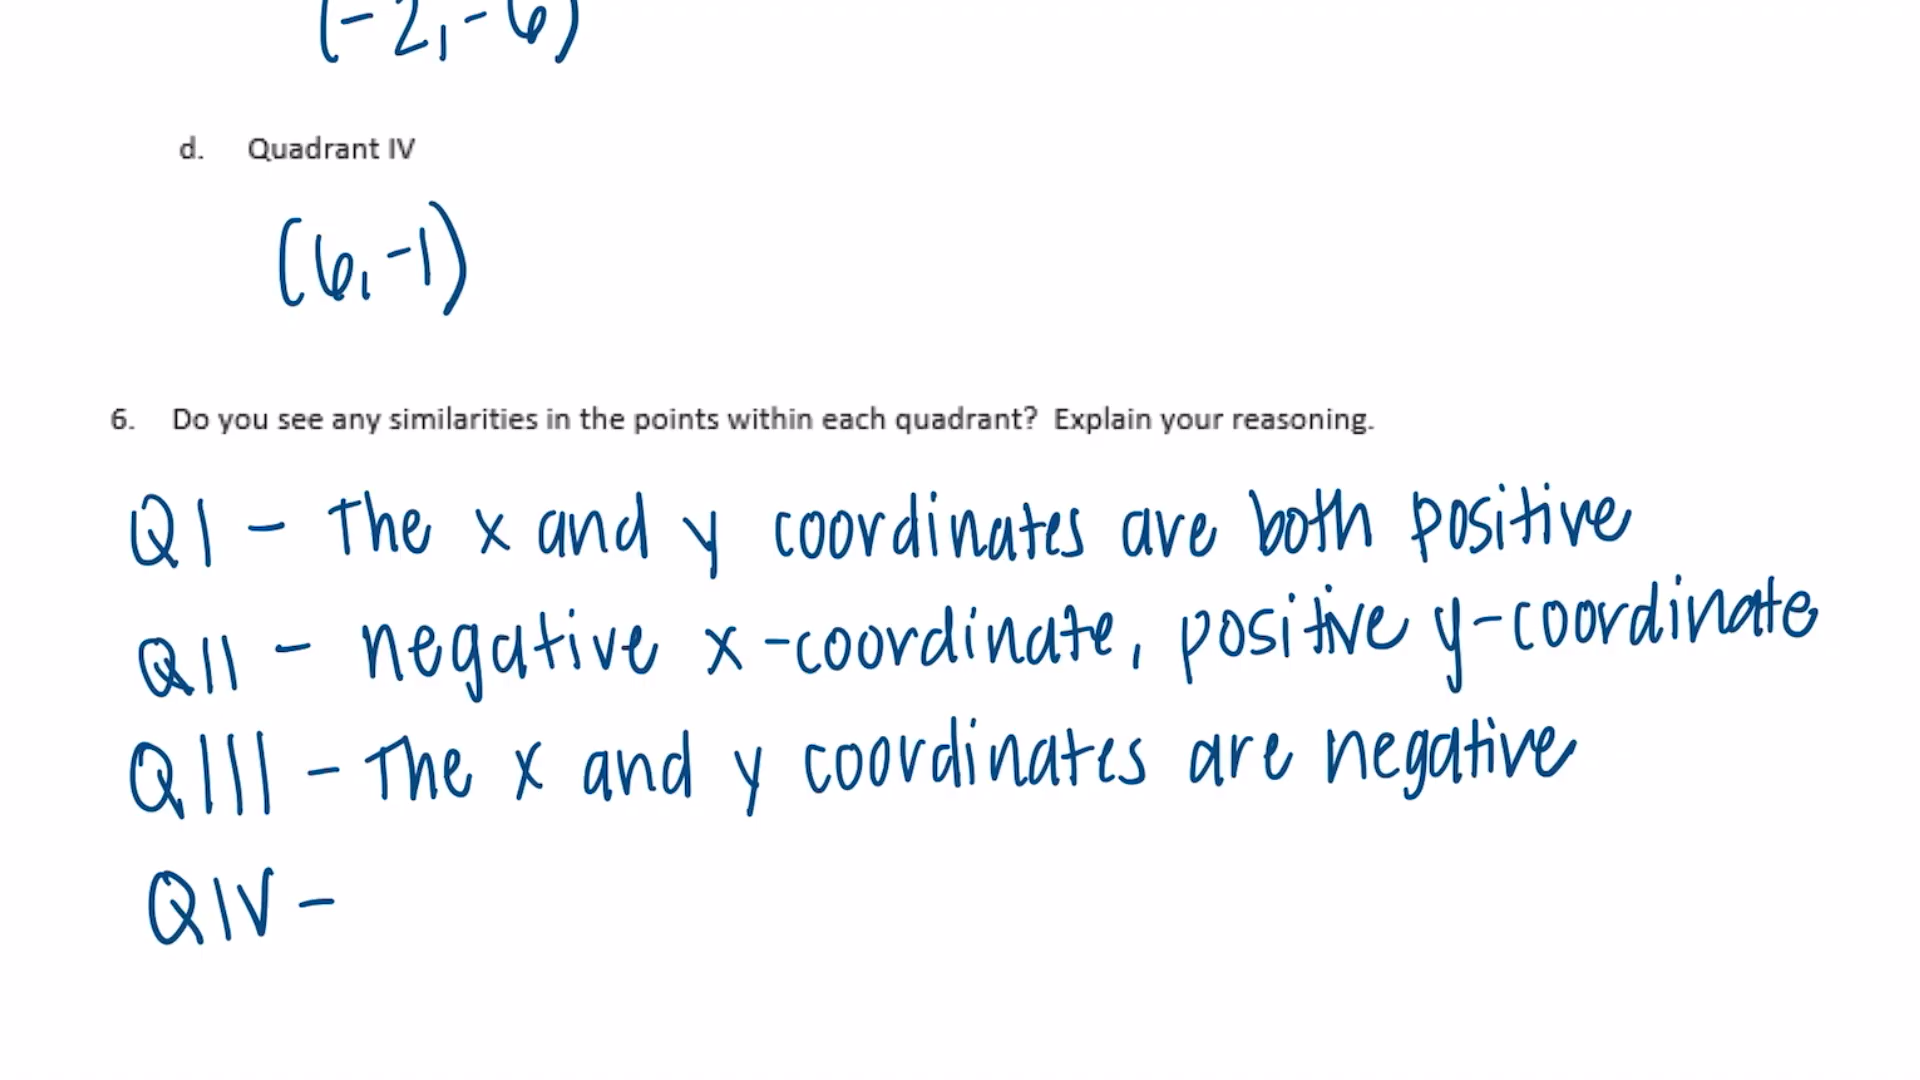 (-2,-6)
d. Quadrant IV
(6,-1)
6. Do you see any similarities in the points within each quadrant? Explain your reasoning.
QI - The x and y coordinates are both positive
QII - negative x-coordinate, positive y-coordinate
QIII - The x and y coordinates are negative
QIV -